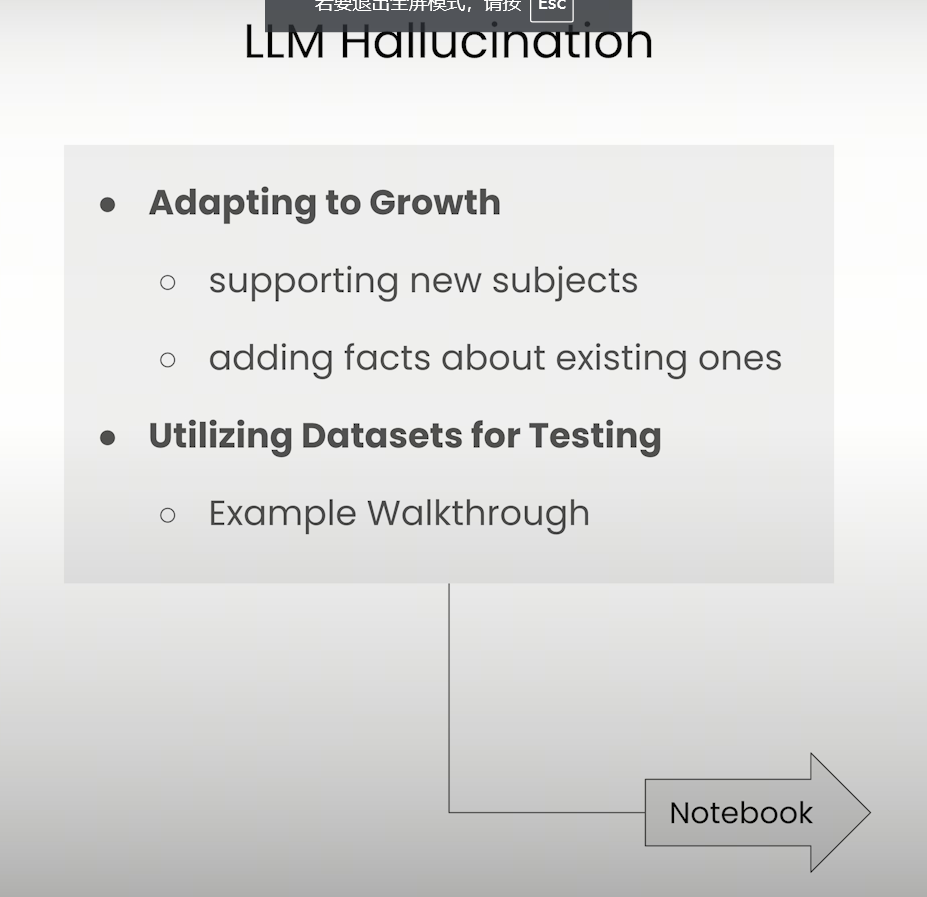 若要退出全屏模式，请按 Esc
LLM Hallucination
● Adapting to Growth
○ supporting new subjects
○ adding facts about existing ones
● Utilizing Datasets for Testing
○ Example Walkthrough
Notebook